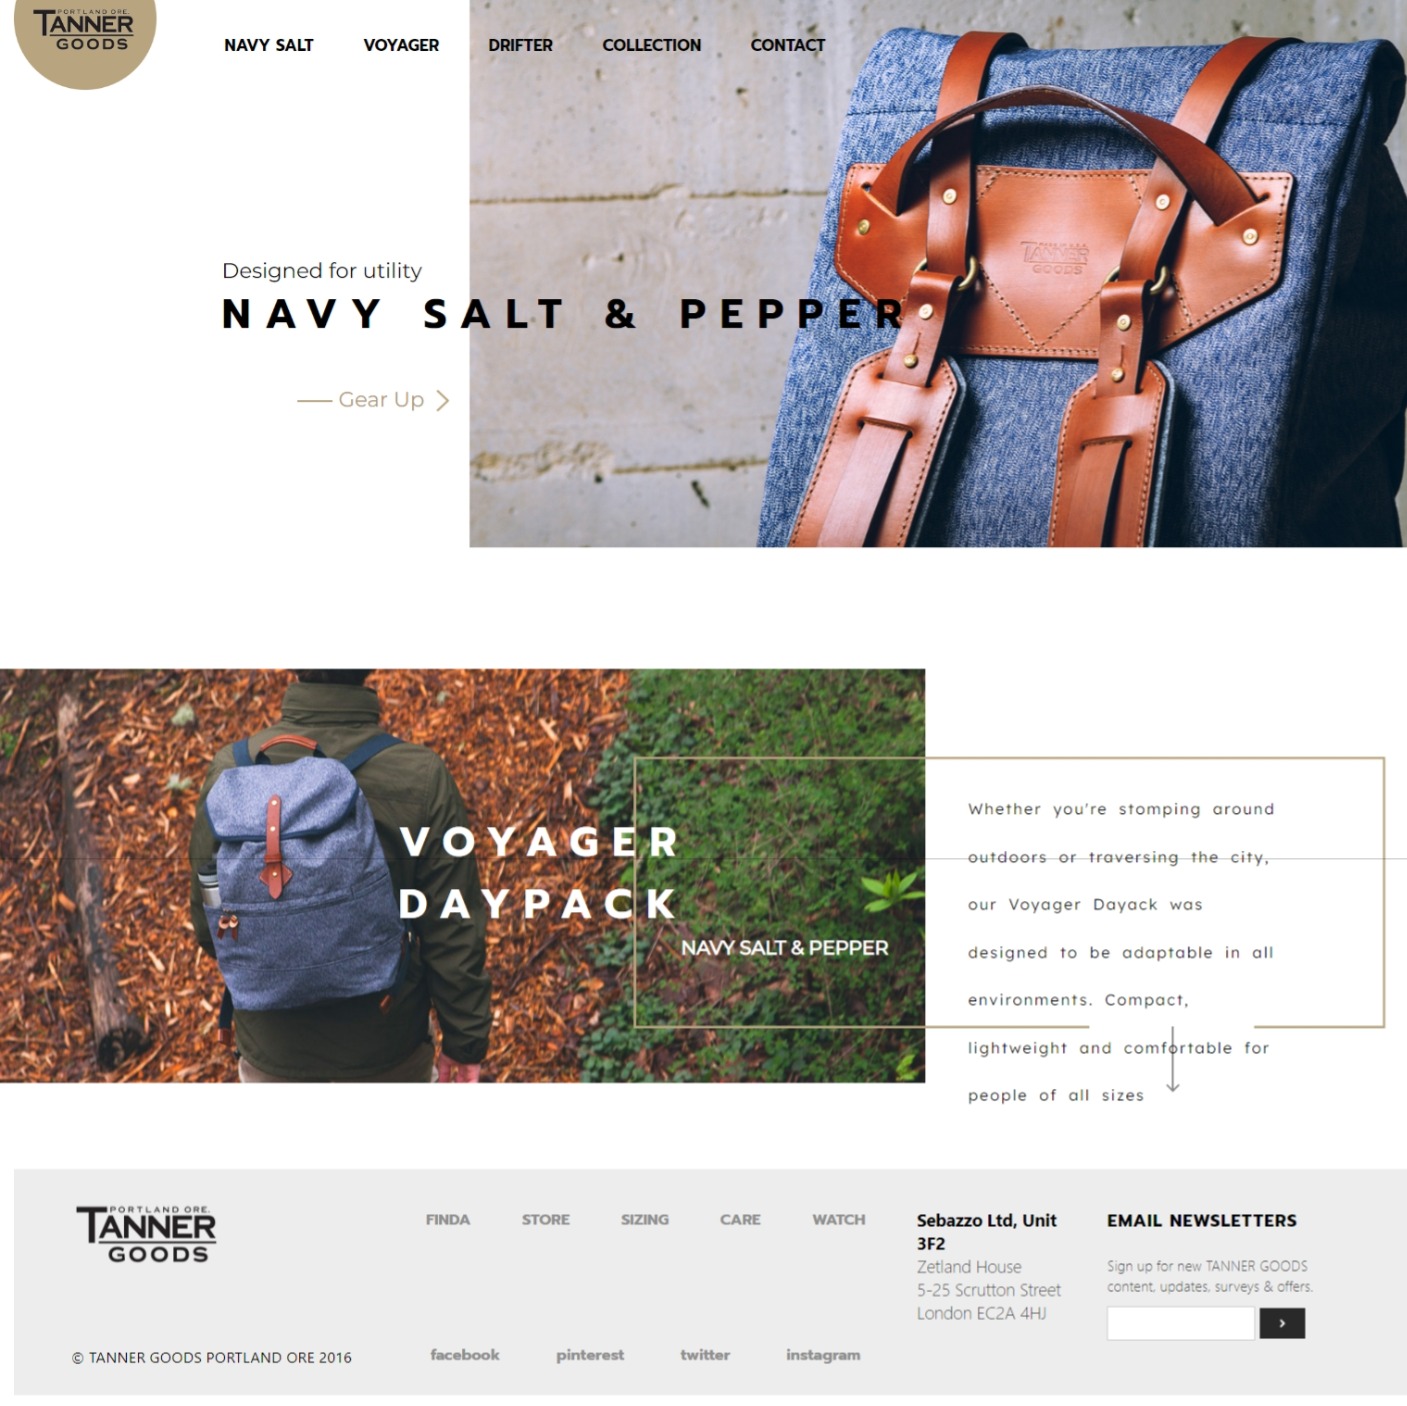 PORTLAND ORE.
TANNER
GOODS
NAVY SALT VOYAGER DRIFTER COLLECTION CONTACT
TANNER
GOODS
Designed for utility
NAVY SALT & PEPPER
Gear Up
VOYAGER
DAYPACK
NAVY SALT & PEPPER
Whether you're stomping around
outdoors or traversing the city,
our Voyager Dayack was
designed to be adaptable in all
environments. Compact,
lightweight and comfortable for
people of all sizes
PORTLAND ORE.
TANNER
GOODS
FINDA STORE SIZING CARE WATCH
Sebazzo Ltd, Unit
3F2
Zetland House
5-25 Scrutton Street
London EC2A 4HJ
EMAIL NEWSLETTERS
Sign up for new TANNER GOODS
content, updates, surveys & offers.
© TANNER GOODS PORTLAND ORE 2016
facebook pinterest twitter instagram